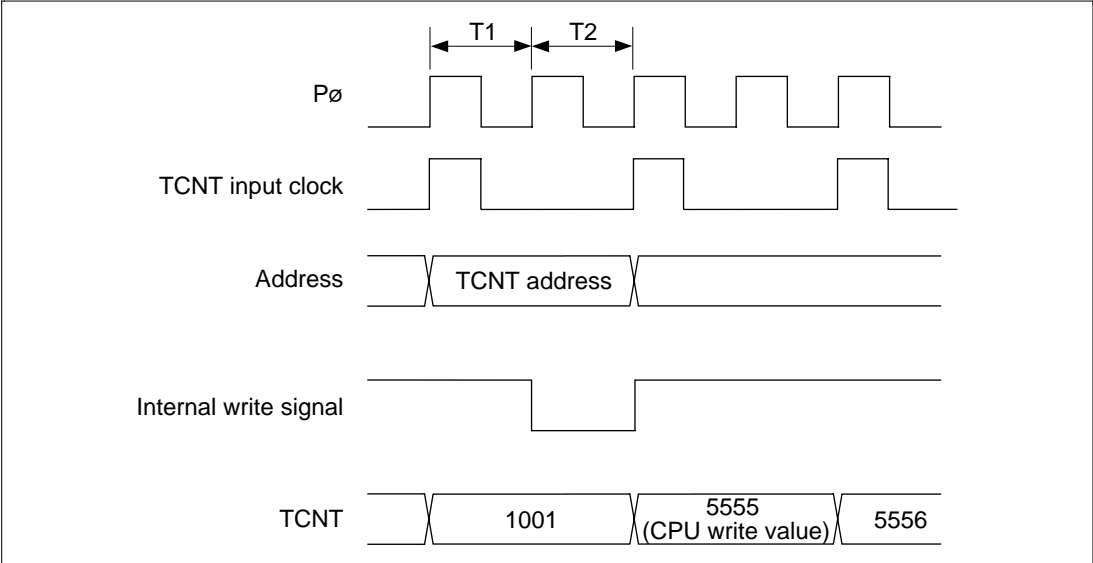 T1 T2
Pø
TCNT input clock
Address TCNT address
Internal write signal
TCNT 1001 5555 (CPU write value) 5556